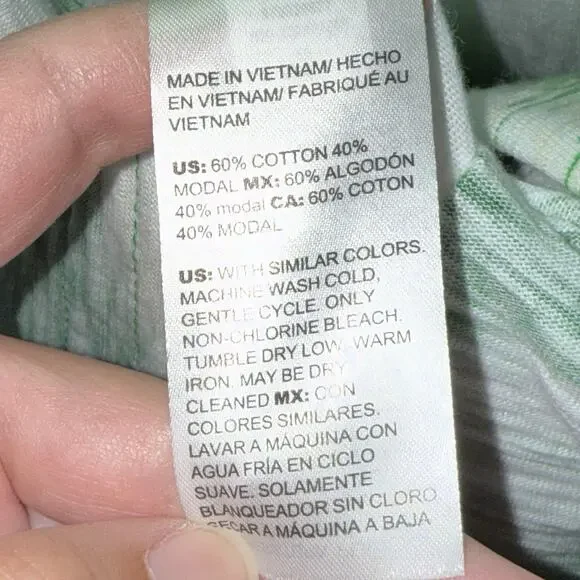 MADE IN VIETNAM/ HECHO
EN VIETNAM/ FABRIQUÉ AU
VIETNAM
US: 60% COTTON 40%
MODAL MX: 60% ALGODÓN
40% modal CA: 60% COTON
40% MODAL
US: WITH SIMILAR COLORS.
MACHINE WASH COLD,
GENTLE CYCLE. ONLY
NON-CHLORINE BLEACH.
TUMBLE DRY LOW. WARM
IRON. MAY BE DRY
CLEANED MX: CON
COLORES SIMILARES.
LAVAR A MÁQUINA CON
AGUA FRÍA EN CICLO
SUAVE. SOLAMENTE
BLANQUEADOR SIN CLORO
SECAR A MÁQUINA A BAJA